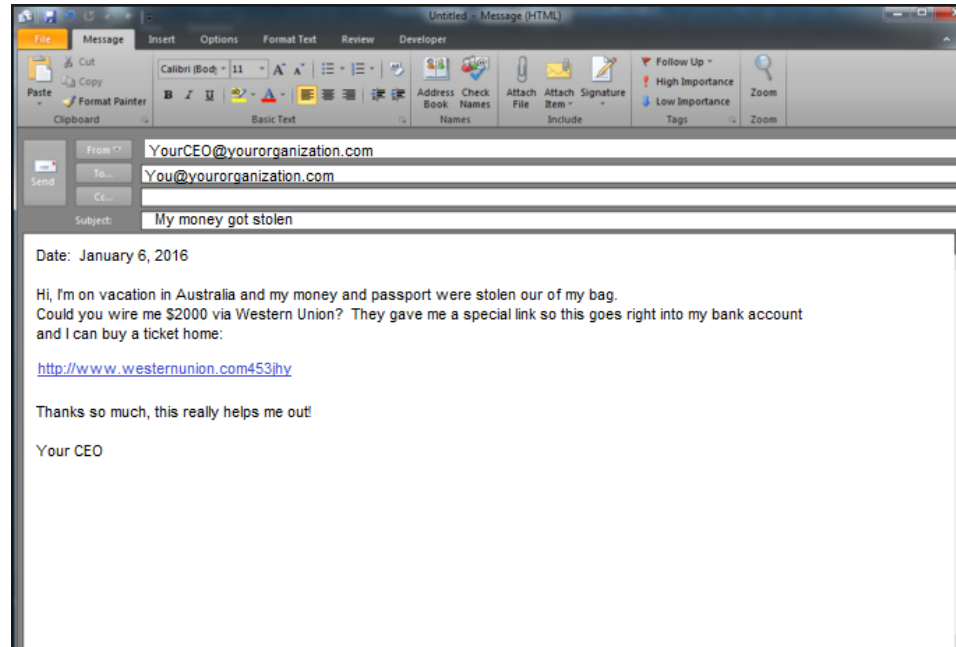 Untitled - Message (HTML)
File Message Insert Options Format Text Review Developer
Paste
Cut
Copy
Format Painter
Clipboard
Calibri (Body 11
B I U
Basic Text
Address Book
Check Names
Names
Attach File
Attach Item
Signature
Include
Follow Up
High Importance
Low Importance
Tags
Zoom
Zoom
Send
From YourCEO@yourorganization.com
To... You@yourorganization.com
Cc...
Subject: My money got stolen
Date: January 6, 2016
Hi, I'm on vacation in Australia and my money and passport were stolen our of my bag.
Could you wire me $2000 via Western Union? They gave me a special link so this goes right into my bank account
and I can buy a ticket home:
http://www.westernunion.com453jhy
Thanks so much, this really helps me out!
Your CEO